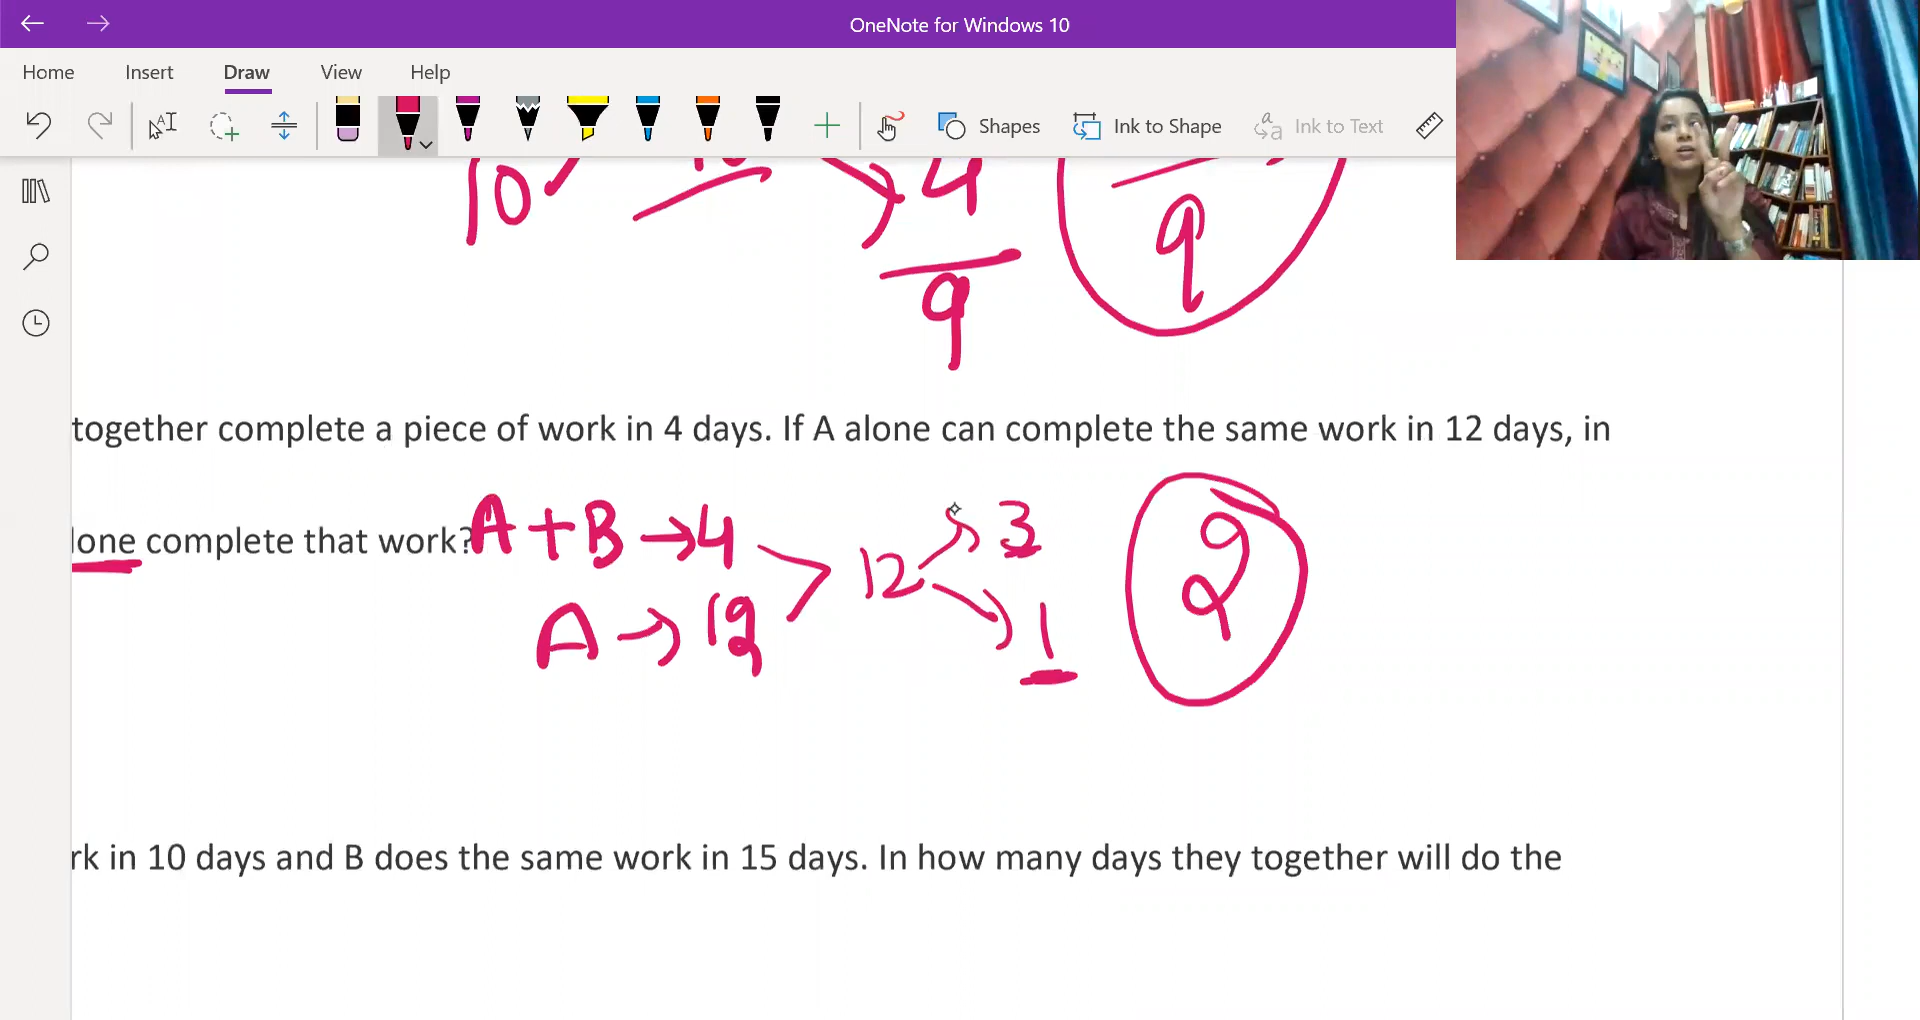 OneNote for Windows 10
Home Insert Draw View Help
Shapes Ink to Shape Ink to Text
10 4
9 9
together complete a piece of work in 4 days. If A alone can complete the same work in 12 days, in
lone complete that work?
A + B → 4
A → 12
12 3
1
2
rk in 10 days and B does the same work in 15 days. In how many days they together will do the